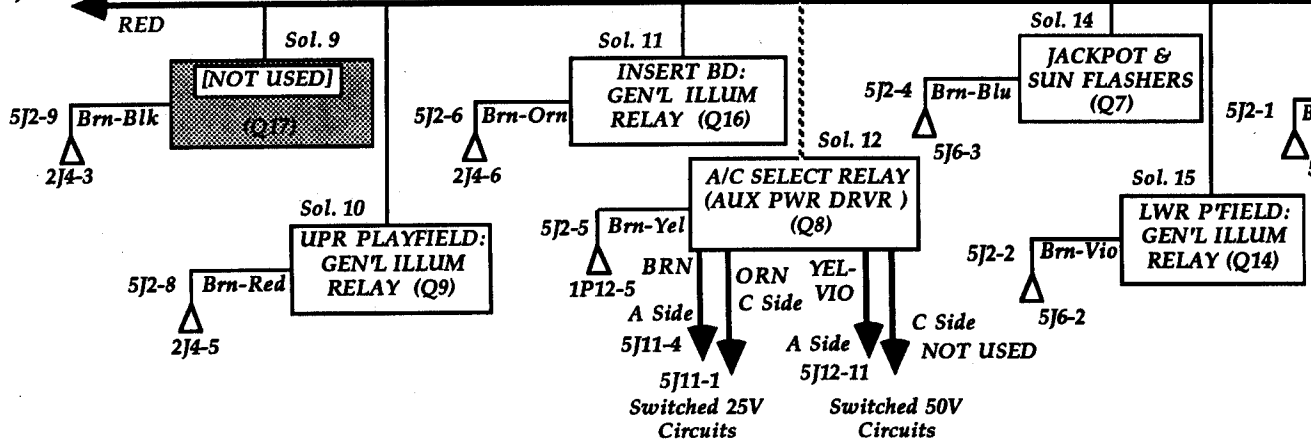 RED
Sol. 9
[NOT USED]
(Q17)
5J2-9
Brn-Blk
2J4-3
Sol. 10
UPR PLAYFIELD:
GEN'L ILLUM
RELAY (Q9)
5J2-8
Brn-Red
2J4-5
Sol. 11
INSERT BD:
GEN'L ILLUM
RELAY (Q16)
5J2-6
Brn-Orn
2J4-6
Sol. 12
A/C SELECT RELAY
(AUX PWR DRVR )
(Q8)
5J2-5
Brn-Yel
1P12-5
BRN
A Side
5J11-4
ORN
C Side
5J11-1
Switched 25V
Circuits
YEL-
VIO
A Side
5J12-11
C Side
NOT USED
Switched 50V
Circuits
Sol. 14
JACKPOT &
SUN FLASHERS
(Q7)
5J2-4
Brn-Blu
5J6-3
Sol. 15
LWR P'FIELD:
GEN'L ILLUM
RELAY (Q14)
5J2-2
Brn-Vio
5J6-2
5J2-1